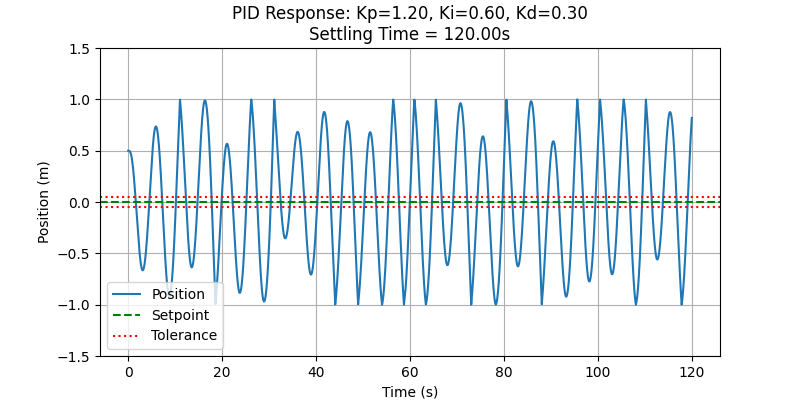 PID Response: Kp=1.20, Ki=0.60, Kd=0.30
Settling Time = 120.00s
1.5
1.0
0.5
0.0
−0.5
−1.0
−1.5
Position (m)
Position
Setpoint
Tolerance
0 20 40 60 80 100 120
Time (s)